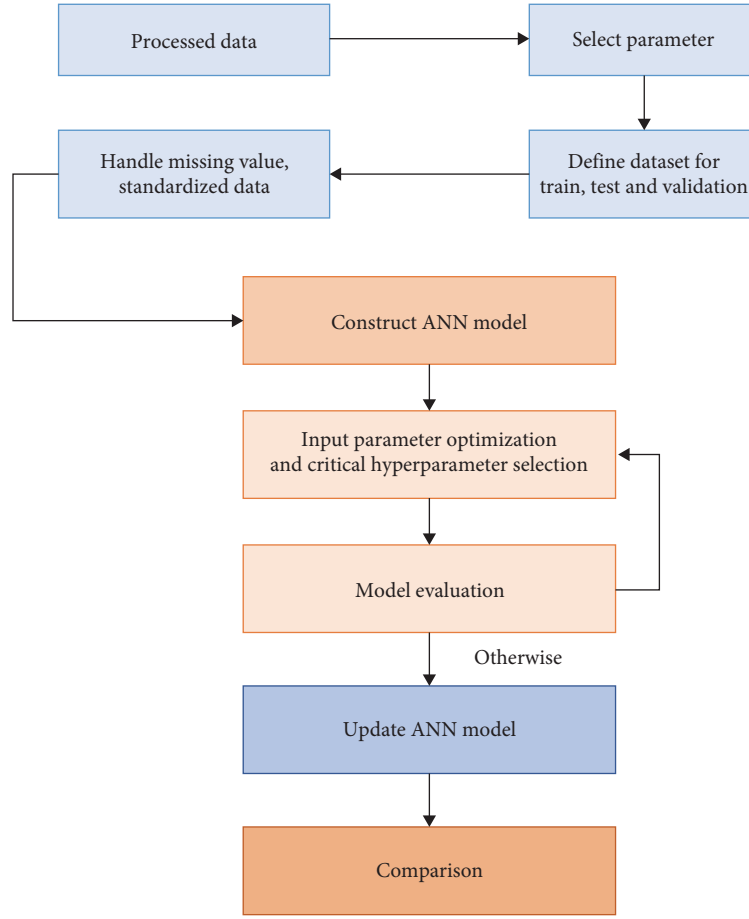 Processed data
Select parameter
Define dataset for
train, test and validation
Handle missing value,
standardized data
Construct ANN model
Input parameter optimization
and critical hyperparameter selection
Model evaluation
Otherwise
Update ANN model
Comparison